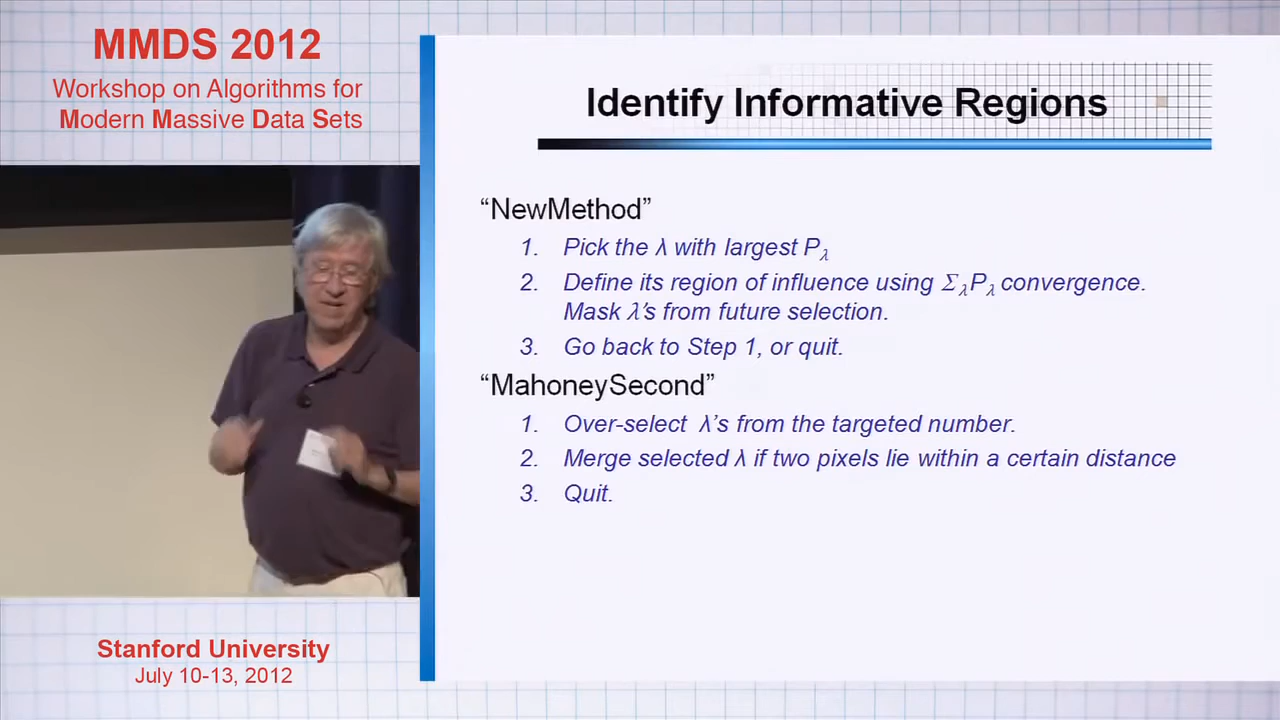 MMDS 2012
Workshop on Algorithms for
Modern Massive Data Sets
Identify Informative Regions
“NewMethod”
1. Pick the λ with largest Pλ
2. Define its region of influence using ΣλPλ convergence.
Mask λ's from future selection.
3. Go back to Step 1, or quit.
“MahoneySecond”
1. Over-select λ's from the targeted number.
2. Merge selected λ if two pixels lie within a certain distance
3. Quit.
Stanford University
July 10-13, 2012